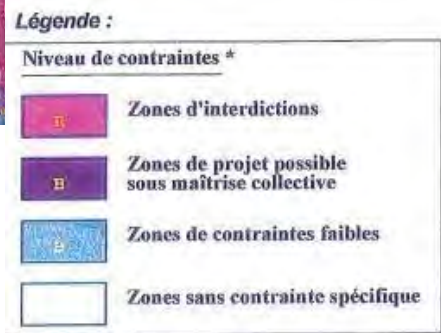 Légende :
Niveau de contraintes *
Zones d'interdictions
Zones de projet possible
sous maîtrise collective
B
Zones de contraintes faibles
Zones sans contrainte spécifique